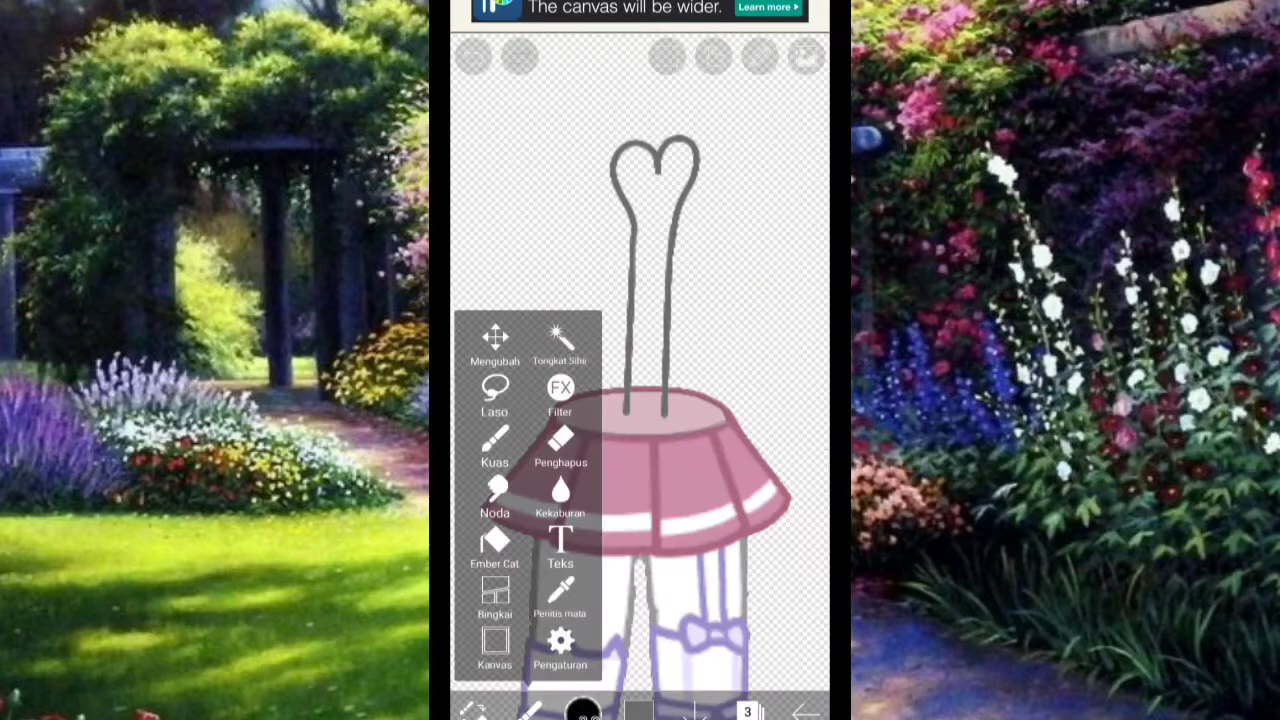 The canvas will be wider.
Learn more
Mengubah
Tongkat Sihir
Laso
FX
Filter
Kuas
Penghapus
Noda
Kekaburan
Ember Cat
T
Teks
Bingkai
Penitis mata
Kanvas
Pengaturan
3